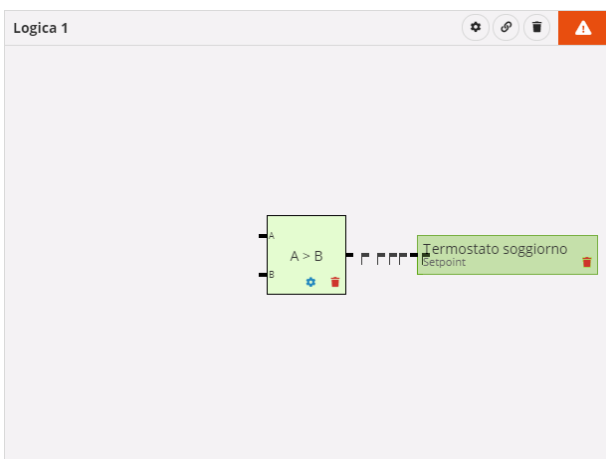 Logica 1
A
A > B
B
Termostato soggiorno
Setpoint